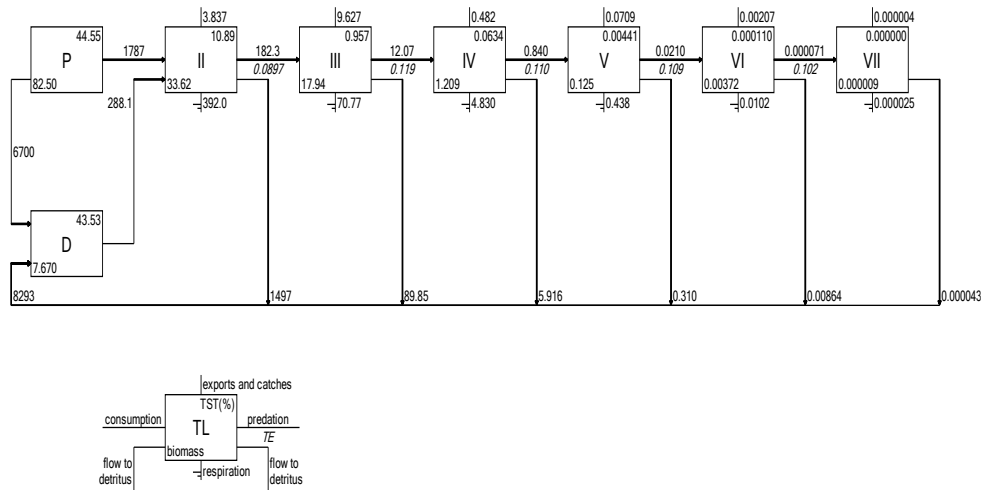 3.837 9.627 0.482 0.0709 0.00207 0.000004
44.55 10.89 0.957 0.0634 0.00441 0.000110 0.000000
P 1787 II 182.3 III 12.07 IV 0.840 V 0.0210 VI 0.000071 VII
0.0897 0.119 0.110 0.109 0.102
82.50 33.62 17.94 1.209 0.125 0.00372 0.000009
288.1 392.0 70.77 4.830 0.438 0.0102 0.000025
6700
43.53
D
7.670
8293 1497 89.85 5.916 0.310 0.00864 0.000043
exports and catches
TST(%)
consumption TL predation
TE
biomass
flow to respiration flow to
detritus detritus